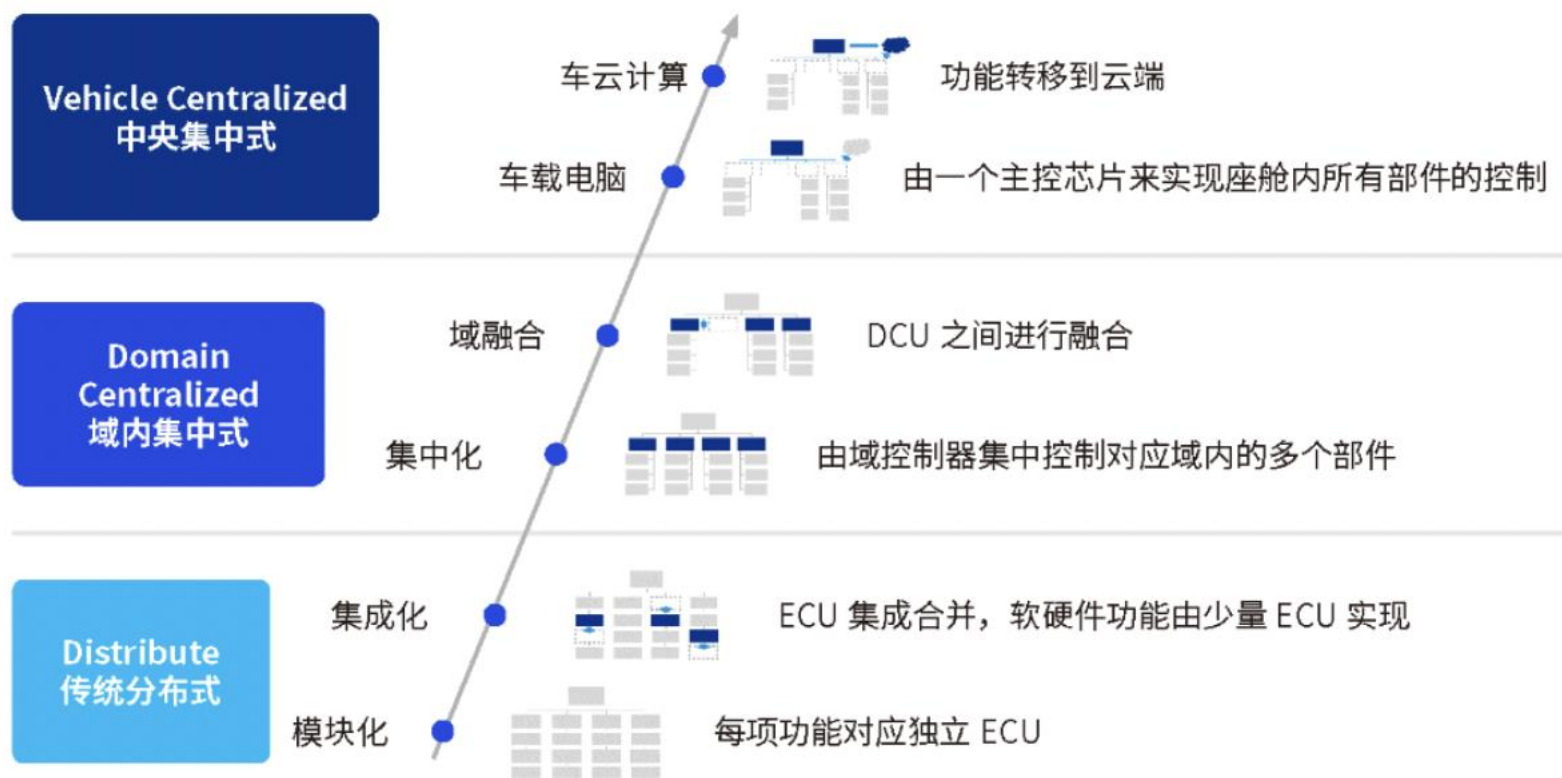 Vehicle Centralized
中央集中式
车云计算
功能转移到云端
车载电脑
由一个主控芯片来实现座舱内所有部件的控制
Domain
Centralized
域内集中式
域融合
DCU 之间进行融合
集中化
由域控制器集中控制对应域内的多个部件
Distribute
传统分布式
集成化
ECU 集成合并，软硬件功能由少量 ECU 实现
模块化
每项功能对应独立 ECU